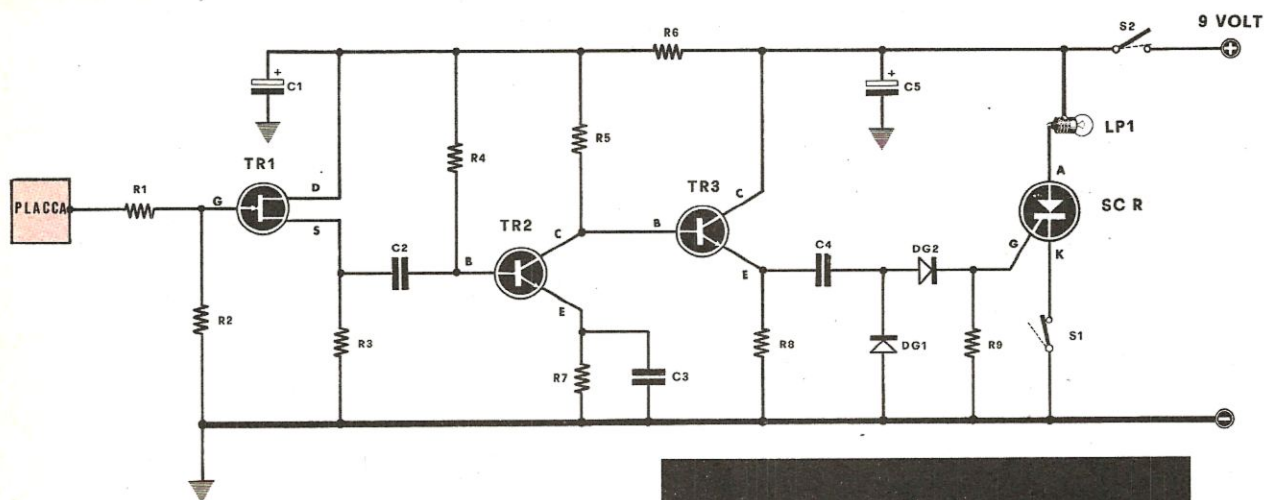 9 VOLT
S2
R6
C1
C5
LP1
R4
R5
TR1
A
PLACCA
R1
G
D
S
TR3
C
SC R
TR2
C
B
G
K
C2
B
E
C4
DG2
E
S1
R2
R3
R7
C3
R8
DG1
R9